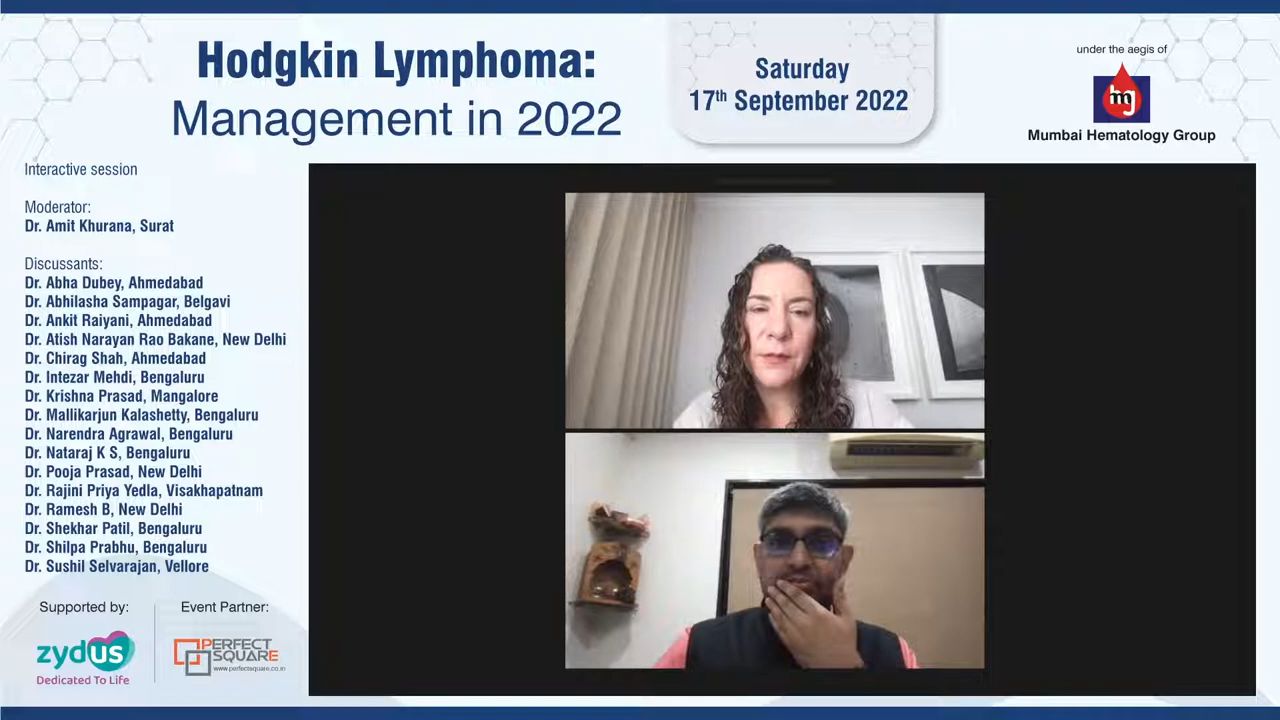 Hodgkin Lymphoma:
Management in 2022
Saturday
17th September 2022
under the aegis of
hmg
Mumbai Hematology Group
Interactive session
Moderator:
Dr. Amit Khurana, Surat
Discussants:
Dr. Abha Dubey, Ahmedabad
Dr. Abhilasha Sampagar, Belgavi
Dr. Ankit Raiyani, Ahmedabad
Dr. Atish Narayan Rao Bakane, New Delhi
Dr. Chirag Shah, Ahmedabad
Dr. Intezar Mehdi, Bengaluru
Dr. Krishna Prasad, Mangalore
Dr. Mallikarjun Kalashetty, Bengaluru
Dr. Narendra Agrawal, Bengaluru
Dr. Nataraj K S, Bengaluru
Dr. Pooja Prasad, New Delhi
Dr. Rajini Priya Yedla, Visakhapatnam
Dr. Ramesh B, New Delhi
Dr. Shekhar Patil, Bengaluru
Dr. Shilpa Prabhu, Bengaluru
Dr. Sushil Selvarajan, Vellore
Supported by:
zydus
Dedicated To Life
Event Partner:
PERFECT
SQUARE
www.perfectsquare.co.in